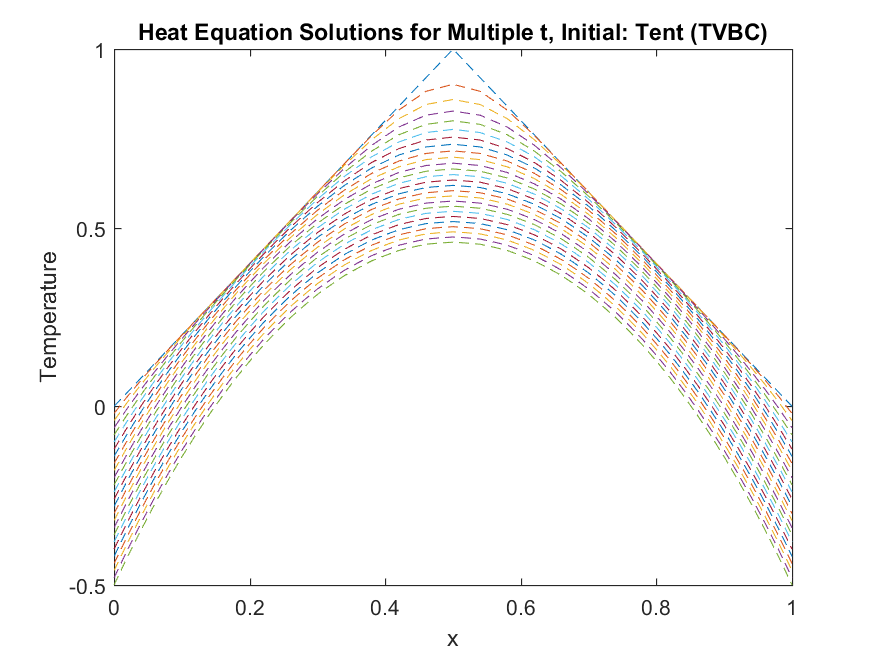 Heat Equation Solutions for Multiple t, Initial: Tent (TVBC)
1
0.5
0
-0.5
Temperature
0 0.2 0.4 0.6 0.8 1
x